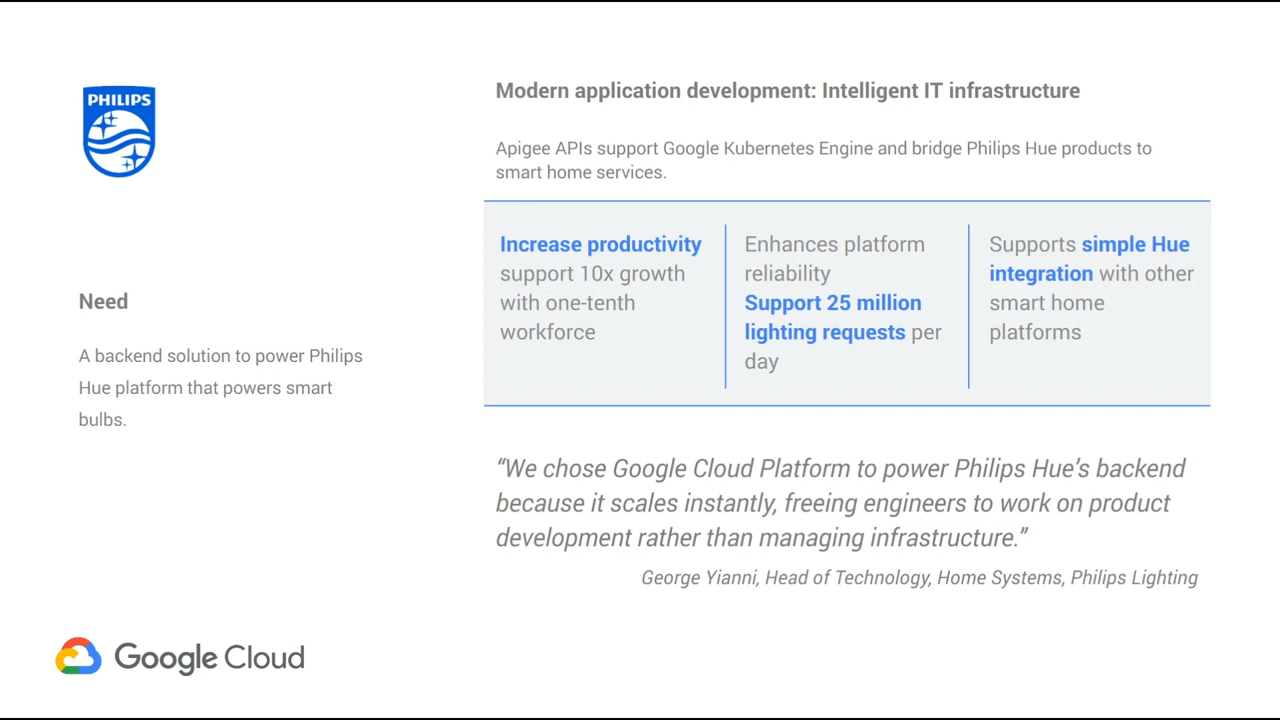 PHILIPS
Need
A backend solution to power Philips
Hue platform that powers smart
bulbs.
Modern application development: Intelligent IT infrastructure
Apigee APIs support Google Kubernetes Engine and bridge Philips Hue products to
smart home services.
Increase productivity
support 10x growth
with one-tenth
workforce
Enhances platform
reliability
Support 25 million
lighting requests per
day
Supports simple Hue
integration with other
smart home
platforms
“We chose Google Cloud Platform to power Philips Hue’s backend
because it scales instantly, freeing engineers to work on product
development rather than managing infrastructure.”
George Yianni, Head of Technology, Home Systems, Philips Lighting
Google Cloud